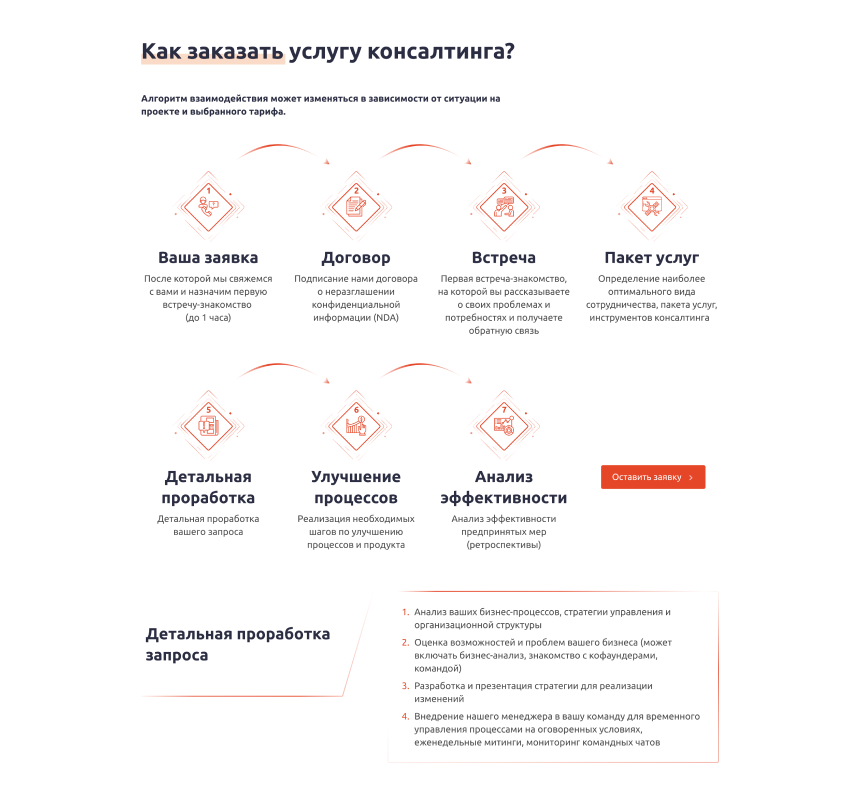 Как заказать услугу консалтинга?
Алгоритм взаимодействия может изменяться в зависимости от ситуации на
проекте и выбранного тарифа.
1
Ваша заявка
После которой мы свяжемся
с вами и назначим первую
встречу-знакомство
(до 1 часа)
2
Договор
Подписание нами договора
о неразглашении
конфиденциальной
информации (NDA)
3
Встреча
Первая встреча-знакомство,
на которой вы рассказываете
о своих проблемах и
потребностях и получаете
обратную связь
4
Пакет услуг
Определение наиболее
оптимального вида
сотрудничества, пакета услуг,
инструментов консалтинга
5
Детальная
проработка
Детальная проработка
вашего запроса
6
Улучшение
процессов
Реализация необходимых
шагов по улучшению
процессов и продукта
7
Анализ
эффективности
Анализ эффективности
предпринятых мер
(ретроспективы)
Оставить заявку
Детальная проработка
запроса
1. Анализ ваших бизнес-процессов, стратегии управления и
организационной структуры
2. Оценка возможностей и проблем вашего бизнеса (может
включать бизнес-анализ, знакомство с кофаундерами,
командой)
3. Разработка и презентация стратегии для реализации
изменений
4. Внедрение нашего менеджера в вашу команду для временного
управления процессами на оговоренных условиях,
еженедельные митинги, мониторинг командных чатов